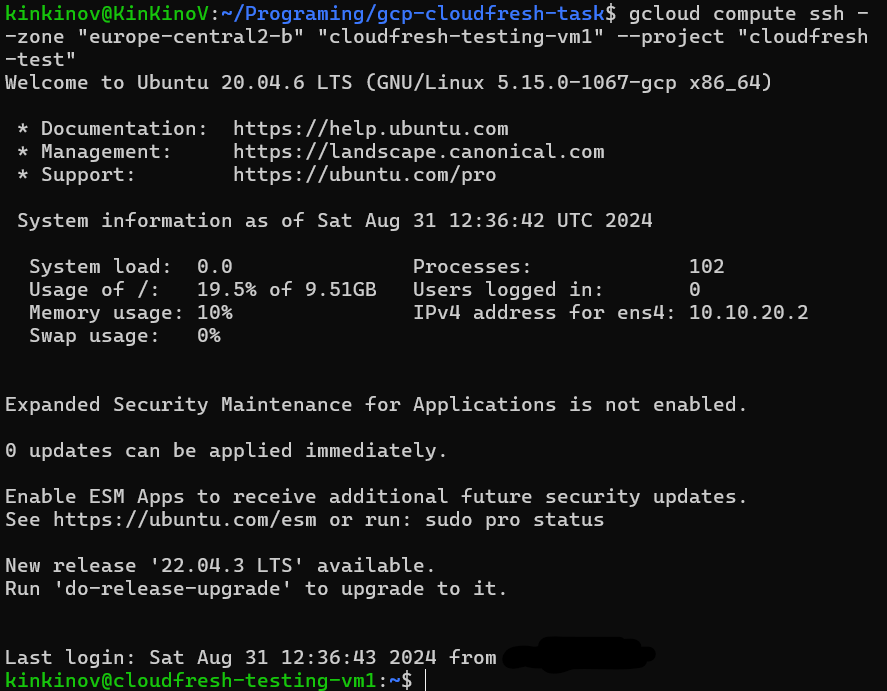 kinkinov@KinKinoV:~/Programing/gcp-cloudfresh-task$ gcloud compute ssh -
-zone "europe-central2-b" "cloudfresh-testing-vm1" --project "cloudfresh
-test"
Welcome to Ubuntu 20.04.6 LTS (GNU/Linux 5.15.0-1067-gcp x86_64)

 * Documentation:  https://help.ubuntu.com
 * Management:     https://landscape.canonical.com
 * Support:        https://ubuntu.com/pro

 System information as of Sat Aug 31 12:36:42 UTC 2024

  System load:  0.0               Processes:             102
  Usage of /:   19.5% of 9.51GB   Users logged in:       0
  Memory usage: 10%               IPv4 address for ens4: 10.10.20.2
  Swap usage:   0%


Expanded Security Maintenance for Applications is not enabled.

0 updates can be applied immediately.

Enable ESM Apps to receive additional future security updates.
See https://ubuntu.com/esm or run: sudo pro status

New release '22.04.3 LTS' available.
Run 'do-release-upgrade' to upgrade to it.


Last login: Sat Aug 31 12:36:43 2024 from
kinkinov@cloudfresh-testing-vm1:~$